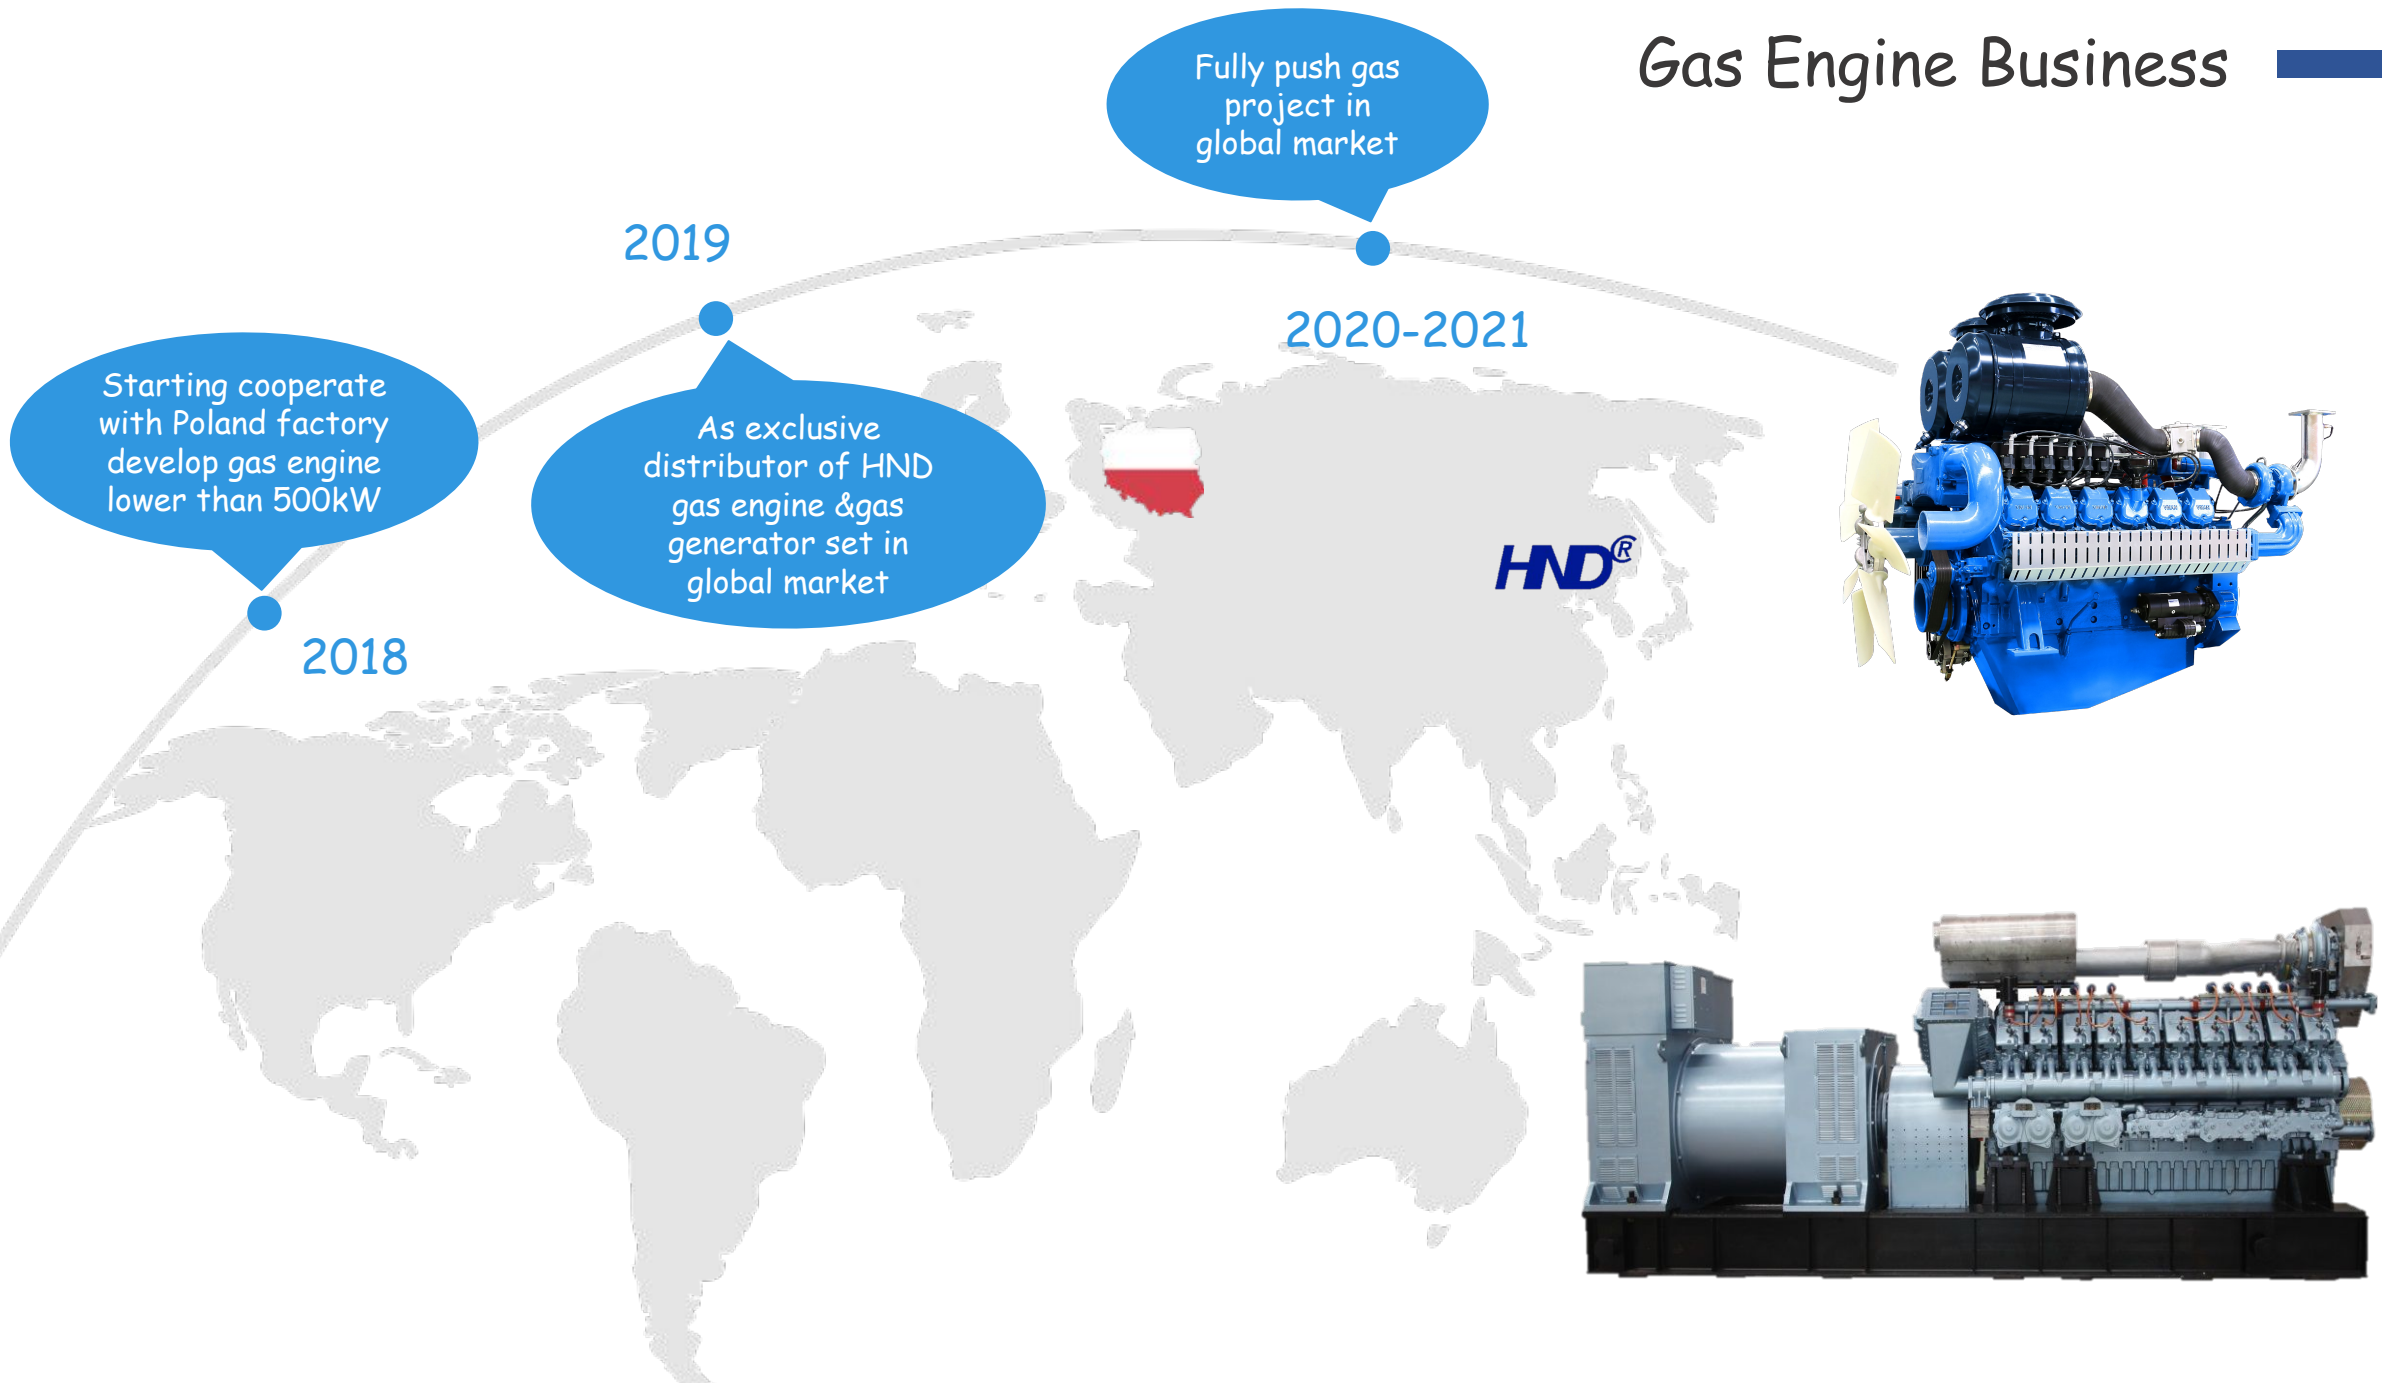 Gas Engine Business
Fully push gas
project in
global market
2019
2020-2021
Starting cooperate
with Poland factory
develop gas engine
lower than 500kW
As exclusive
distributor of HND
gas engine &gas
generator set in
global market
HND®
2018